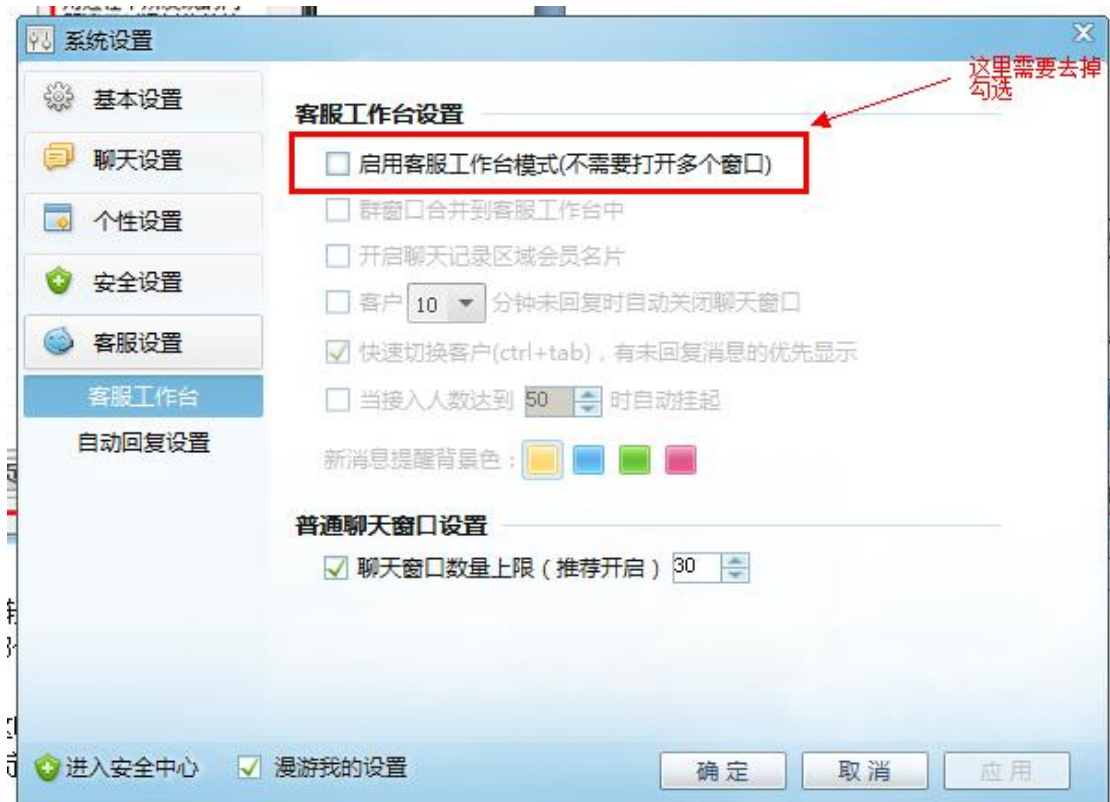 系统设置
这里需要去掉
勾选
基本设置
聊天设置
个性设置
安全设置
客服设置
客服工作台
自动回复设置
客服工作台设置
启用客服工作台模式(不需要打开多个窗口)
群窗口合并到客服工作台中
开启聊天记录区域会员名片
客户 10 分钟未回复时自动关闭聊天窗口
快速切换客户(ctrl+tab)，有未回复消息的优先显示
当接入人数达到 50 时自动挂起
新消息提醒背景色：
普通聊天窗口设置
聊天窗口数量上限（推荐开启） 30
进入安全中心 漫游我的设置 确定 取消 应用